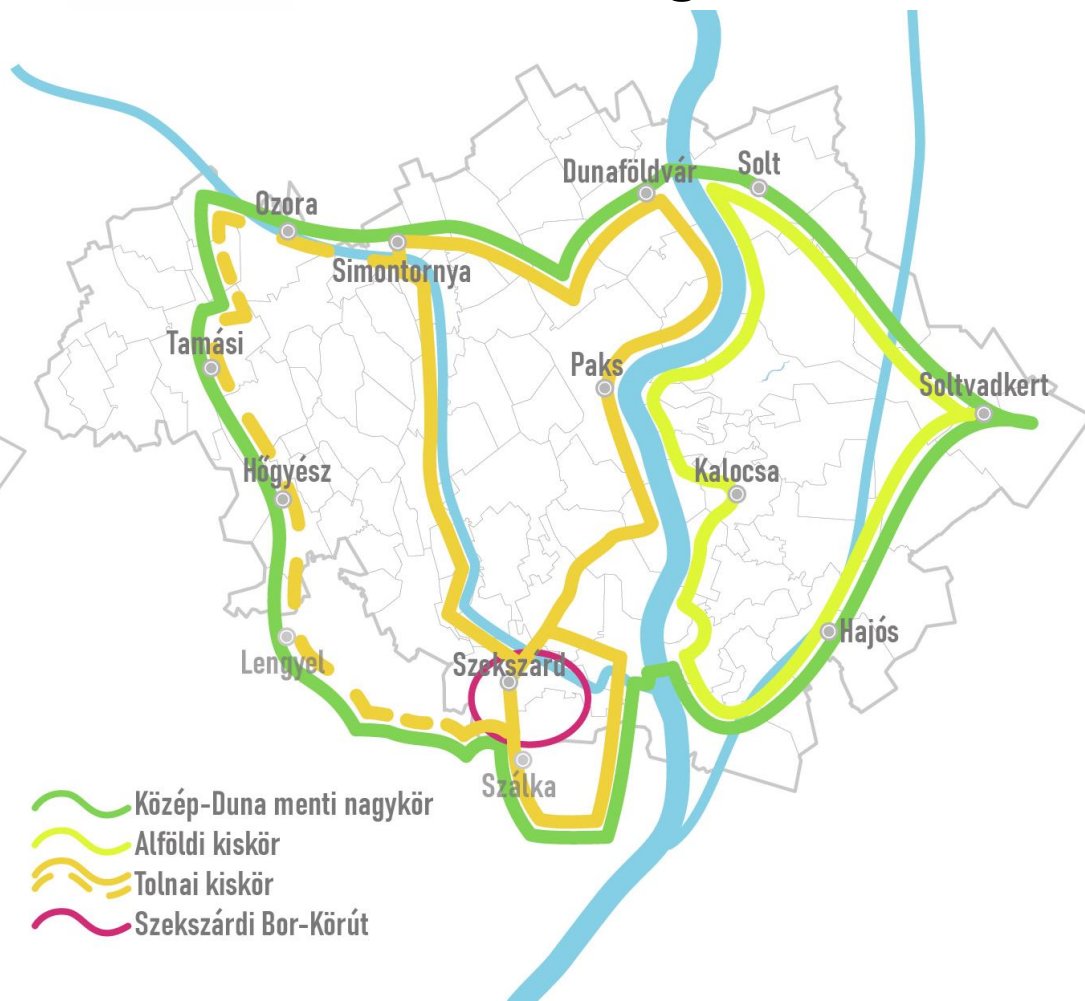 Dunaföldvár
Solt
Ozora
Simontornya
Tamási
Paks
Soltvadkert
Hőgyész
Kalocsa
Hajós
Lengyel
Szekszárd
Szálka
Közép-Duna menti nagykör
Alföldi kiskör
Tolnai kiskör
Szekszárdi Bor-Körút